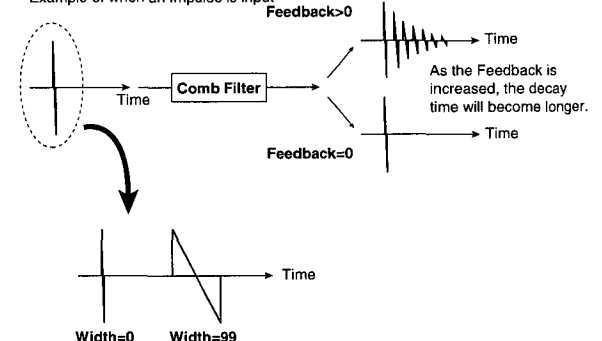 Example of when an impulse is input
Feedback>0
Time
As the Feedback is
increased, the decay
time will become longer.
Time
Comb Filter
Time
Feedback=0
Time
Width=0
Width=99